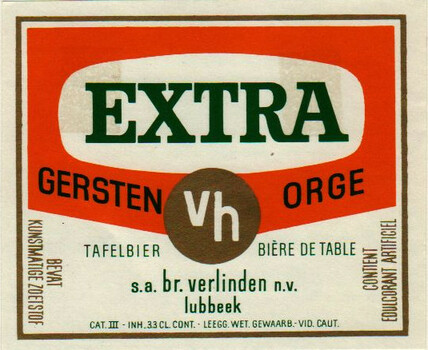 EXTRA
GERSTEN
ORGE
Vh
TAFELBIER
BIÈRE DE TABLE
BEVAT
KUNSTMATIGE ZOETSTOF
CONTENT
EDULCORANT ARTIFICIEL
s.a. br. verlinden n.v.
lubbeek
CAT. III - INH. 33 CL. CONT. - LEEGG. WET. GEWAARB. - VID. CAUT.